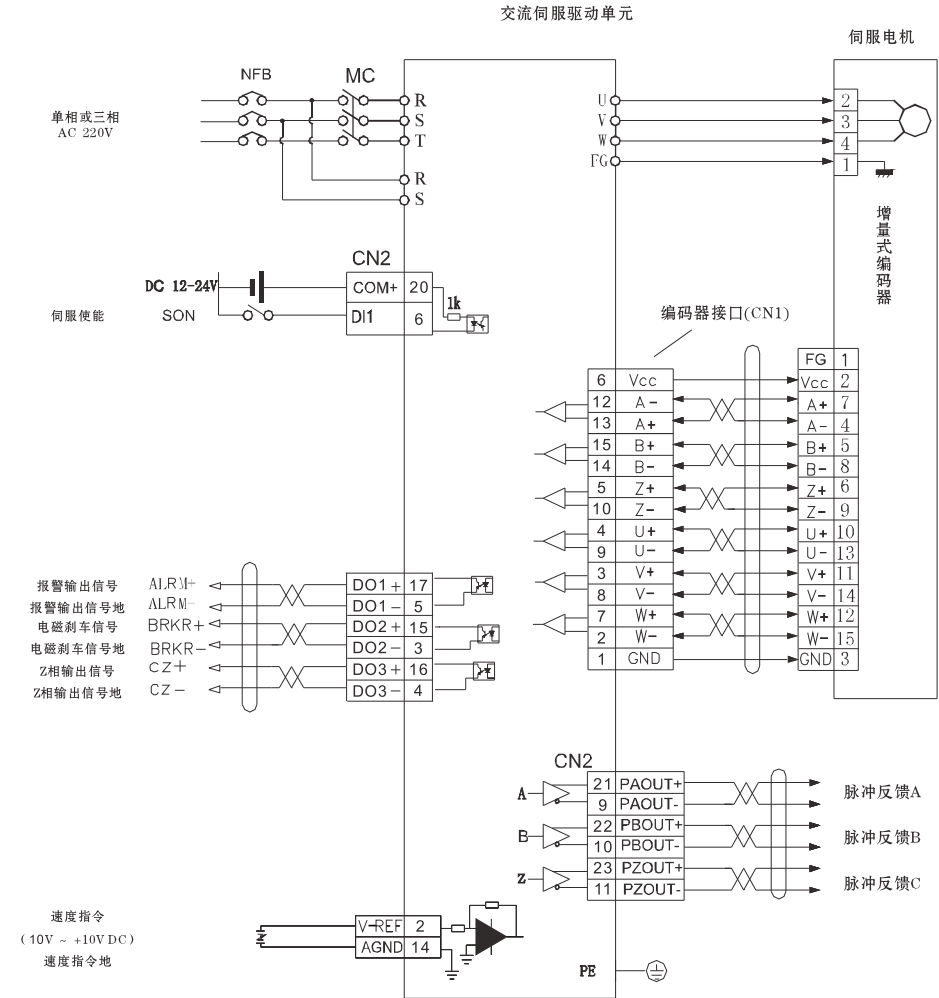 交流伺服驱动单元
伺服电机
NFB
MC
单相或三相
AC 220V
R
S
T
R
S
U
V
W
FG
2
3
4
1
增量式编码器
CN2
DC 12-24V
COM+ 20
1k
伺服使能
SON
DI1 6
编码器接口(CN1)
6 Vcc
12 A-
13 A+
15 B+
14 B-
5 Z+
10 Z-
4 U+
9 U-
3 V+
8 V-
7 W+
2 W-
1 GND
FG 1
Vcc 2
A+ 7
A- 4
B+ 5
B- 8
Z+ 6
Z- 9
U+ 10
U- 13
V+ 11
V- 14
W+ 12
W- 15
GND 3
报警输出信号 ALRM+ DO1+ 17
报警输出信号地 ALRM- DO1- 5
电磁刹车信号 BRKR+ DO2+ 15
电磁刹车信号地 BRKR- DO2- 3
Z相输出信号 CZ+ DO3+ 16
Z相输出信号地 CZ- DO3- 4
CN2
A
21 PAOUT+
9 PAOUT-
脉冲反馈A
B
22 PBOUT+
10 PBOUT-
脉冲反馈B
Z
23 PZOUT+
11 PZOUT-
脉冲反馈C
速度指令
(10V ~ +10V DC)
速度指令地
V-REF 2
AGND 14
PE